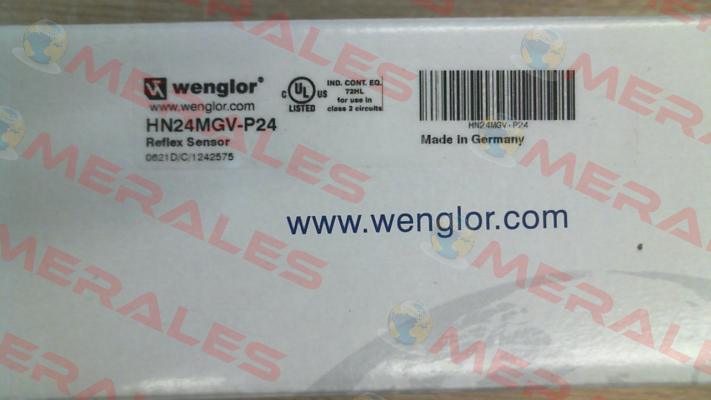 wenglor®
www.wenglor.com
HN24MGV-P24
Reflex Sensor
0621D/C/1242575
C UL US
LISTED
IND. CONT. EQ.
72HL
for use in
class 2 circuits
HN24MGV-P24
Made in Germany
www.wenglor.com
MERALES
MERALES
MERALES
MERALES
MERALES
MERALES